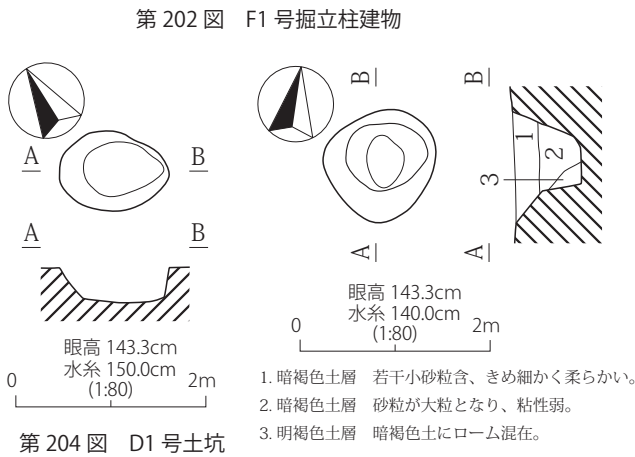 第 202 図　F1 号掘立柱建物
A
B
A
B
眼高 143.3cm
水糸 150.0cm
(1:80)
0
2m
第 204 図　D1 号土坑
B
A
B
A
1
2
3
眼高 143.3cm
水糸 140.0cm
(1:80)
0
2m
1. 暗褐色土層　若干小砂粒含、きめ細かく柔らかい。
2. 暗褐色土層　砂粒が大粒となり、粘性弱。
3. 明褐色土層　暗褐色土にローム混在。